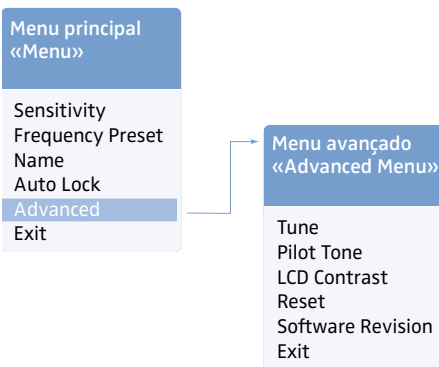 Menu principal
«Menu»
Sensitivity
Frequency Preset
Name
Auto Lock
Advanced
Exit
Menu avançado
«Advanced Menu»
Tune
Pilot Tone
LCD Contrast
Reset
Software Revision
Exit